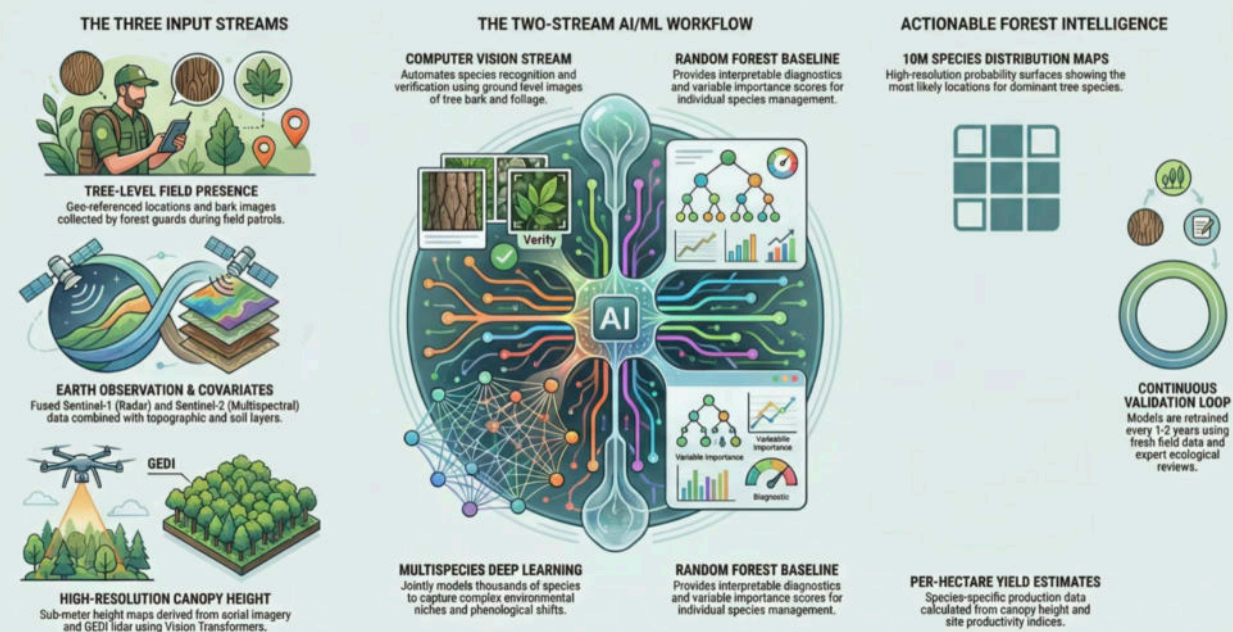 THE THREE INPUT STREAMS
TREE-LEVEL FIELD PRESENCE
Geo-referenced locations and bark images
collected by forest guards during field patrols.
EARTH OBSERVATION & COVARIATES
Fused Sentinel-1 (Radar) and Sentinel-2 (Multispectral)
data combined with topographic and soil layers.
GEDI
HIGH-RESOLUTION CANOPY HEIGHT
Sub-meter height maps derived from sorial imagery
and GEDI lidar using Vision Transformers.
THE TWO-STREAM AI/ML WORKFLOW
COMPUTER VISION STREAM
Automates species recognition and
verification using ground level images
of tree bark and follage.
RANDOM FOREST BASELINE
Provides interpretable diagnostics
and variable importance scores for
individual species management.
Verity
AI
Variable Importance
Varieabile
Importance
Diagnostic
MULTISPECIES DEEP LEARNING
Jointly models thousands of species
to capture complex environmental
niches and phenological shifts.
RANDOM FOREST BASELINE
Provides interpretable diagnostics
and variable importance scores for
individual species management.
ACTIONABLE FOREST INTELLIGENCE
10M SPECIES DISTRIBUTION MAPS
High-resolution probability surfaces showing the
most likely locations for dominant tree species.
CONTINUOUS
VALIDATION LOOP
Models are retrained
every 1-2 years using
fresh field data and
expert ecological
reviews.
PER-HECTARE YIELD ESTIMATES
Species-specific production data
calculated from canopy height and
site productivity indices.